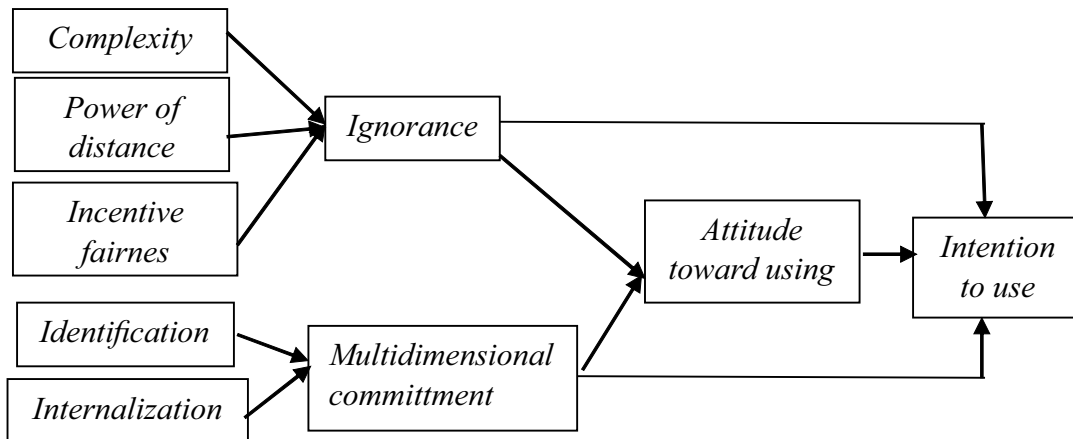 Complexity
Power of
distance
Ignorance
Incentive
fairnes
Attitude
toward using
Intention
to use
Identification
Multidimensional
committment
Internalization